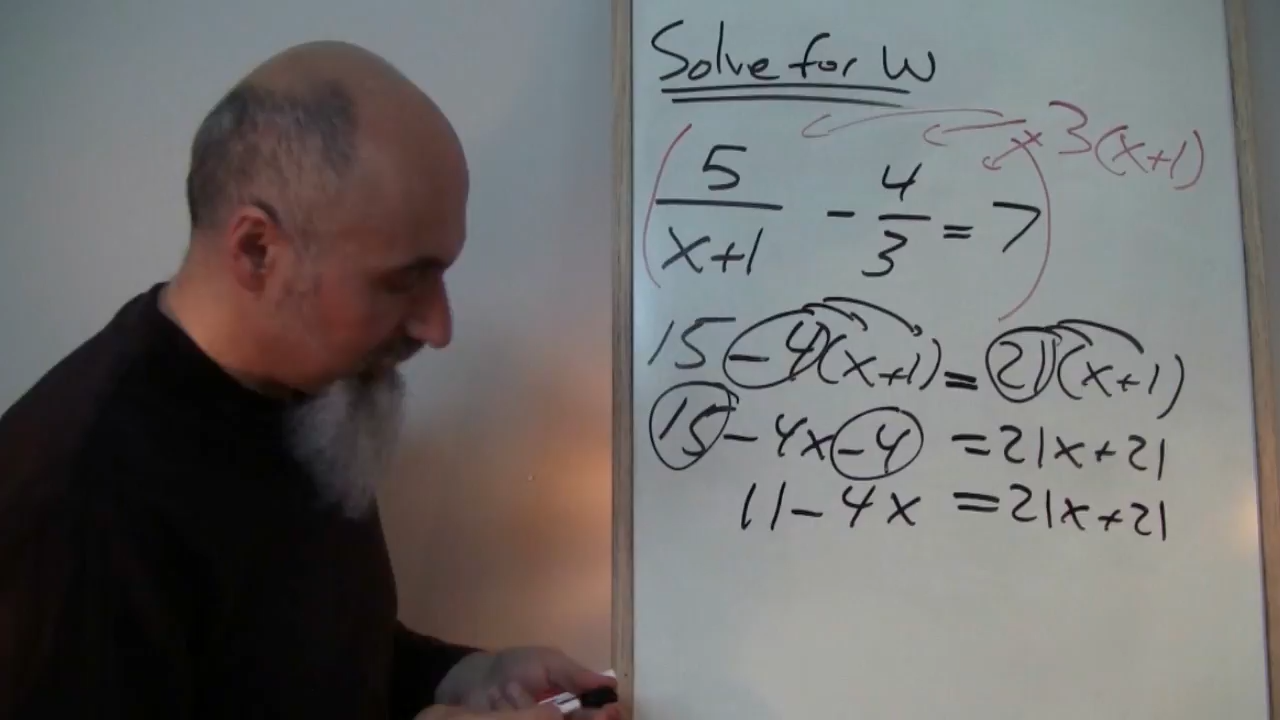 Solve for W
× 3(x+1)
(5/(x+1) - 4/3 = 7)
15 -4(x+1) = 21(x+1)
15 - 4x - 4 = 21x + 21
11 - 4x = 21x + 21